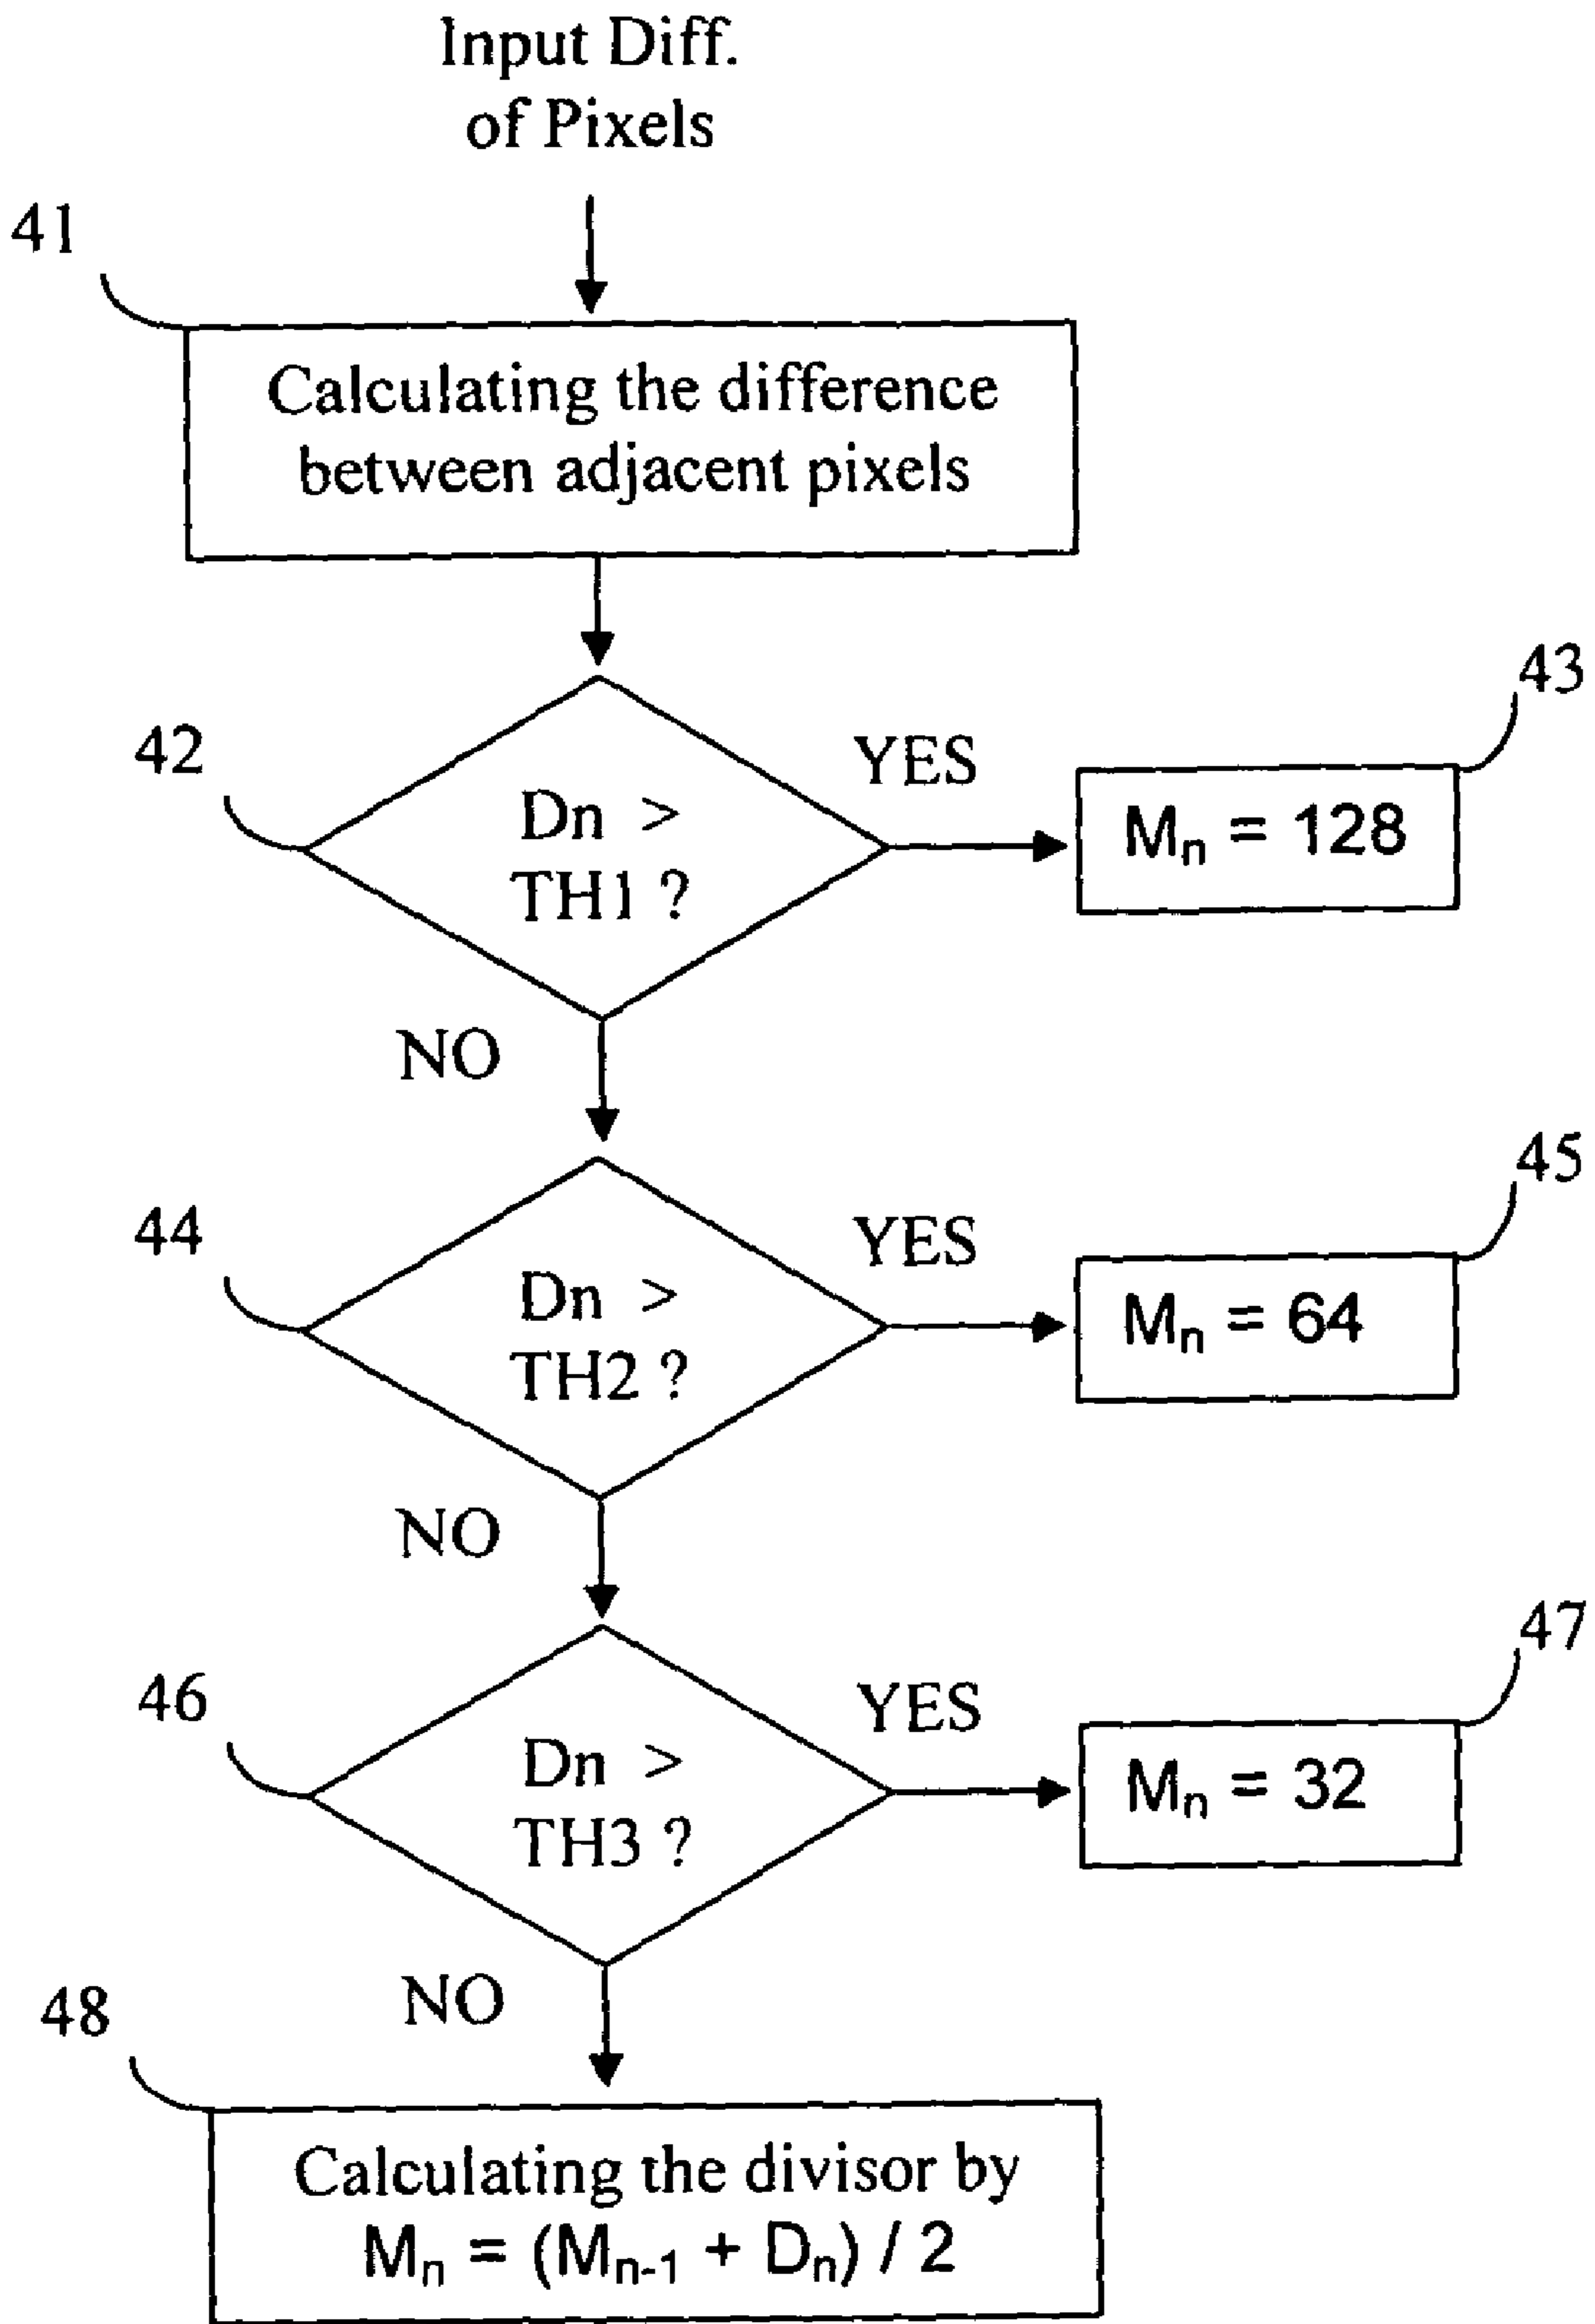 Input Diff.
of Pixels
41
Calculating the difference
between adjacent pixels
42
Dn >
TH1 ?
YES
43
Mn = 128
NO
44
Dn >
TH2 ?
YES
45
Mn = 64
NO
46
Dn >
TH3 ?
YES
47
Mn = 32
NO
48
Calculating the divisor by
Mn = (Mn-1 + Dn) / 2